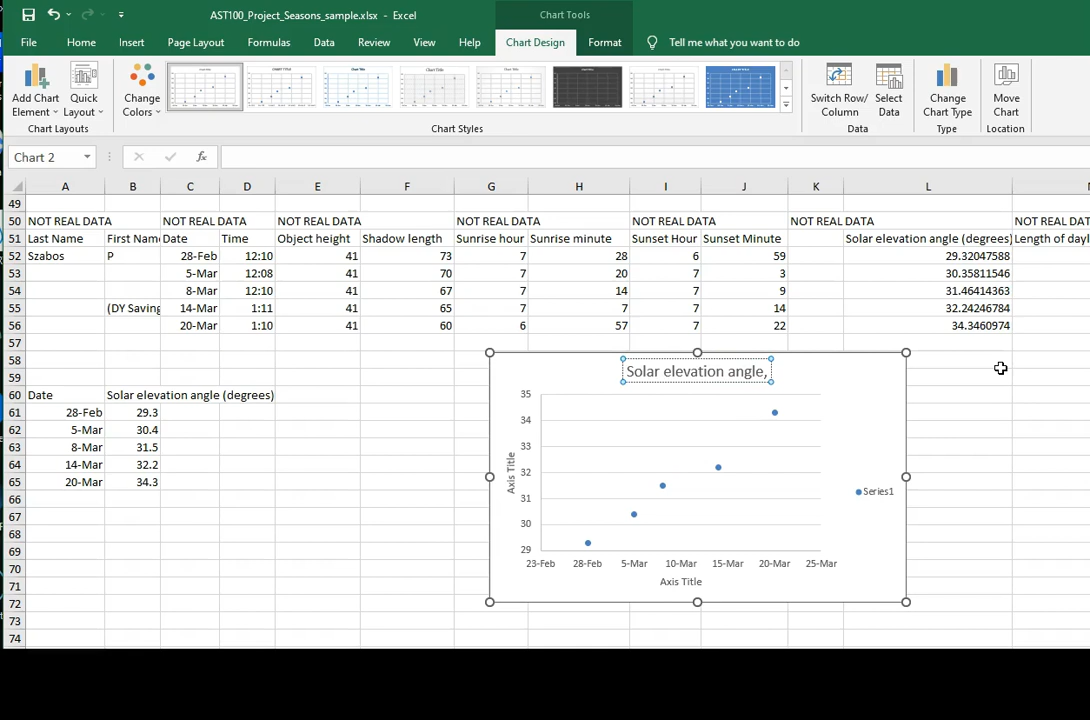 AST100_Project_Seasons_sample.xlsx - Excel
Chart Tools
File Home Insert Page Layout Formulas Data Review View Help Chart Design Format Tell me what you want to do
Add Chart Element
Quick Layout
Change Colors
Switch Row/ Column
Select Data
Change Chart Type
Move Chart
Chart Layouts Chart Styles Data Type Location
Chart 2 fx
A B C D E F G H I J K L
49
50 NOT REAL DATA NOT REAL DATA NOT REAL DATA NOT REAL DATA NOT REAL DATA NOT REAL DATA NOT REAL DAT
51 Last Name First Name Date Time Object height Shadow length Sunrise hour Sunrise minute Sunset Hour Sunset Minute Solar elevation angle (degrees) Length of dayl
52 Szabos P 28-Feb 12:10 41 73 7 28 6 59 29.32047588
53 5-Mar 12:08 41 70 7 20 7 3 30.35811546
54 8-Mar 12:10 41 67 7 14 7 9 31.46414363
55 (DY Saving 14-Mar 1:11 41 65 7 7 7 14 32.24246784
56 20-Mar 1:10 41 60 6 57 7 22 34.3460974
57
58
59
60 Date Solar elevation angle (degrees)
61 28-Feb 29.3
62 5-Mar 30.4
63 8-Mar 31.5
64 14-Mar 32.2
65 20-Mar 34.3
66
67
68
69
70
71
72
73
74
Solar elevation angle,
35
34
33
32
31
30
29
Axis Title
23-Feb 28-Feb 5-Mar 10-Mar 15-Mar 20-Mar 25-Mar
Axis Title
Series1